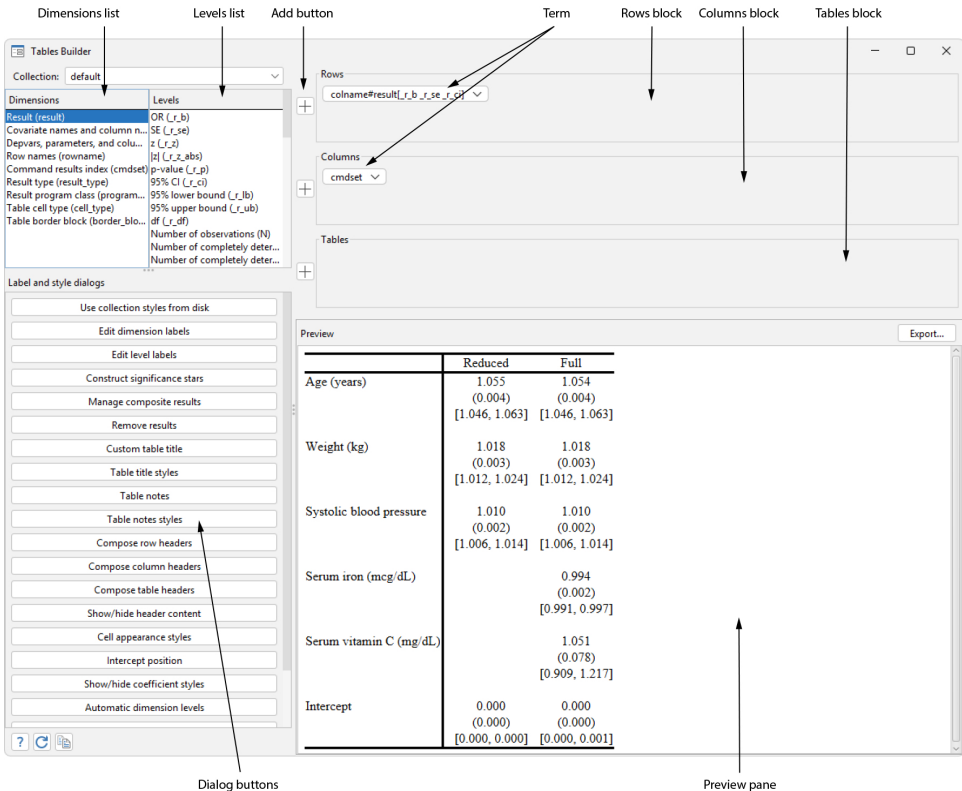 Dimensions list Levels list Add button Term Rows block Columns block Tables block
Tables Builder
Collection: default
Dimensions Levels
Result (result) OR (_r_b)
Covariate names and column n... SE (_r_se)
Depvars, parameters, and colu... z (_r_z)
Row names (rowname) |z| (_r_z_abs)
Command results index (cmdset) p-value (_r_p)
Result type (result_type) 95% CI (_r_ci)
Result program class (program... 95% lower bound (_r_lb)
Table cell type (cell_type) 95% upper bound (_r_ub)
Table border block (border_blo... df (_r_df)
Number of observations (N)
Number of completely deter...
Number of completely deter...
Rows
colname#result[_r_b _r_se _r_ci]
Columns
cmdset
Tables
Label and style dialogs
Use collection styles from disk
Edit dimension labels
Edit level labels
Construct significance stars
Manage composite results
Remove results
Custom table title
Table title styles
Table notes
Table notes styles
Compose row headers
Compose column headers
Compose table headers
Show/hide header content
Cell appearance styles
Intercept position
Show/hide coefficient styles
Automatic dimension levels
?
Preview Export...
Reduced Full
Age (years) 1.055 1.054
(0.004) (0.004)
[1.046, 1.063] [1.046, 1.063]
Weight (kg) 1.018 1.018
(0.003) (0.003)
[1.012, 1.024] [1.012, 1.024]
Systolic blood pressure 1.010 1.010
(0.002) (0.002)
[1.006, 1.014] [1.006, 1.014]
Serum iron (mcg/dL) 0.994
(0.002)
[0.991, 0.997]
Serum vitamin C (mg/dL) 1.051
(0.078)
[0.909, 1.217]
Intercept 0.000 0.000
(0.000) (0.000)
[0.000, 0.000] [0.000, 0.001]
Dialog buttons Preview pane